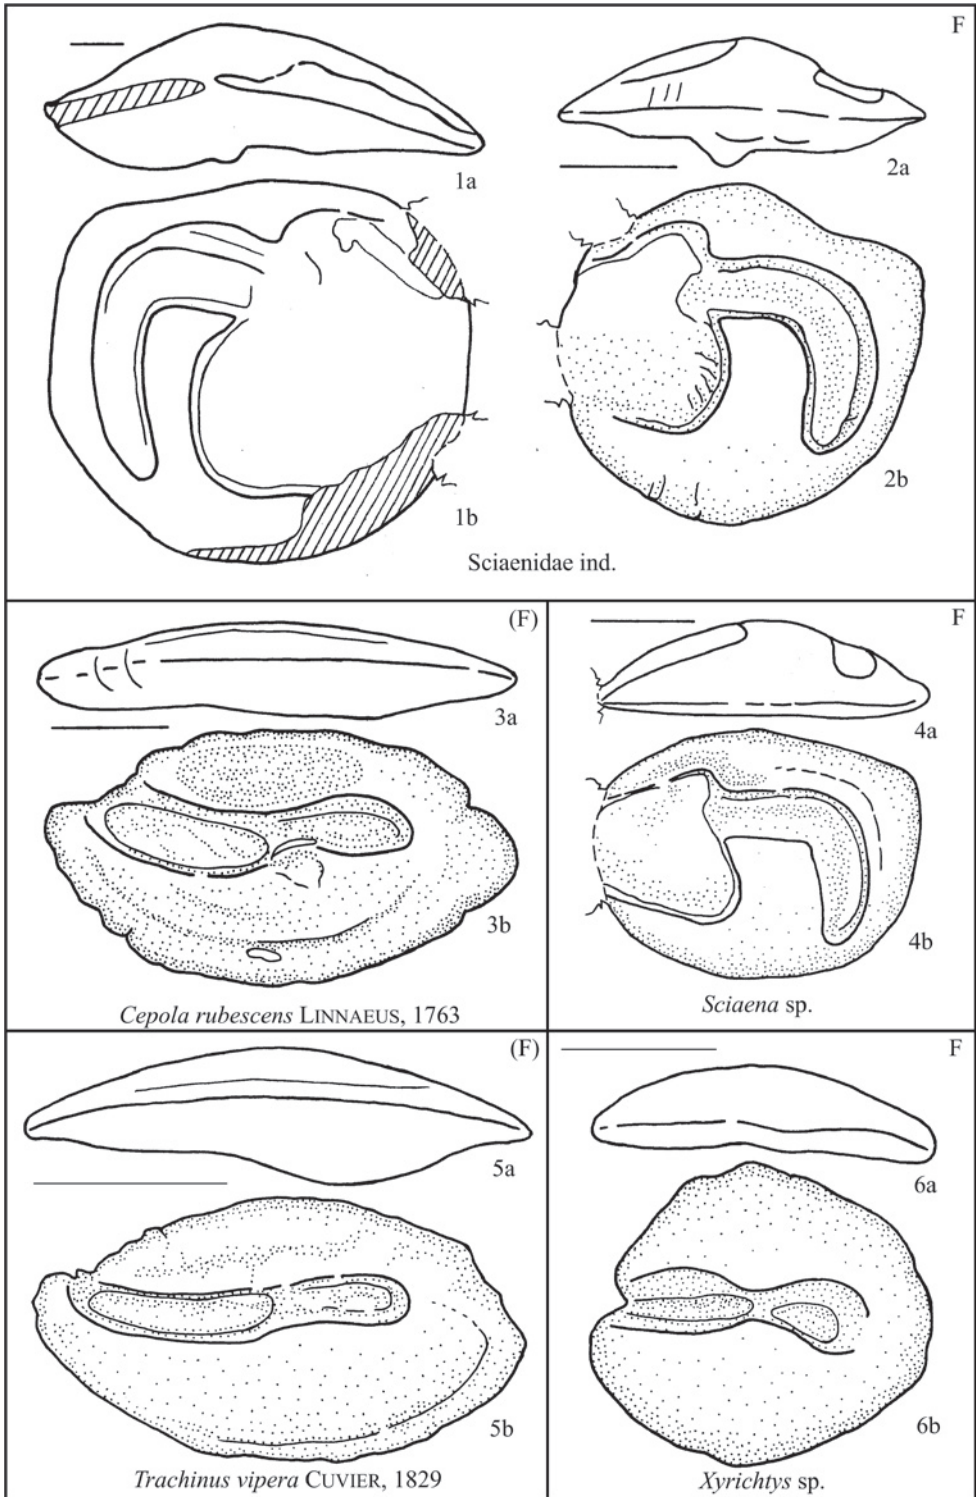 F
1a
2a
1b
2b
Sciaenidae ind.
(F)
3a
3b
Cepola rubescens LINNAEUS, 1763
F
4a
4b
Sciaena sp.
(F)
5a
5b
Trachinus vipera CUVIER, 1829
F
6a
6b
Xyrichtys sp.